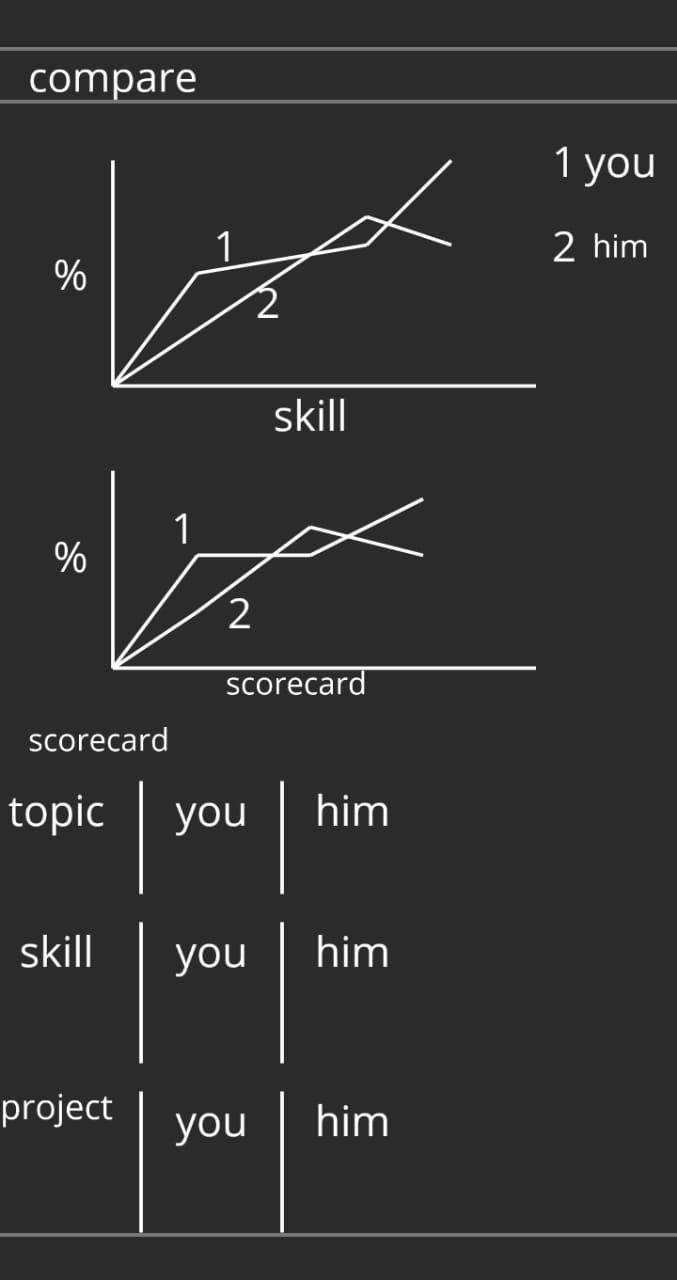 compare
1 you
2 him
%
1
2
skill
%
1
2
scorecard
scorecard
topic you him
skill you him
project you him